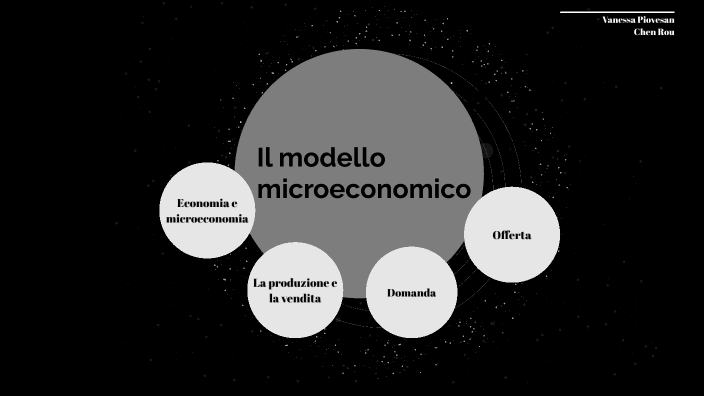 Vanessa Piovesan
Chen Rou
Il modello
microeconomico
Economia e
microeconomia
La produzione e
la vendita
Domanda
Offerta